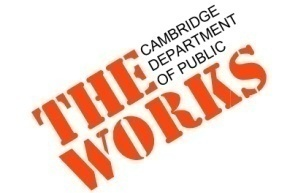 THE
CAMBRIDGE
DEPARTMENT
OF PUBLIC
WORKS